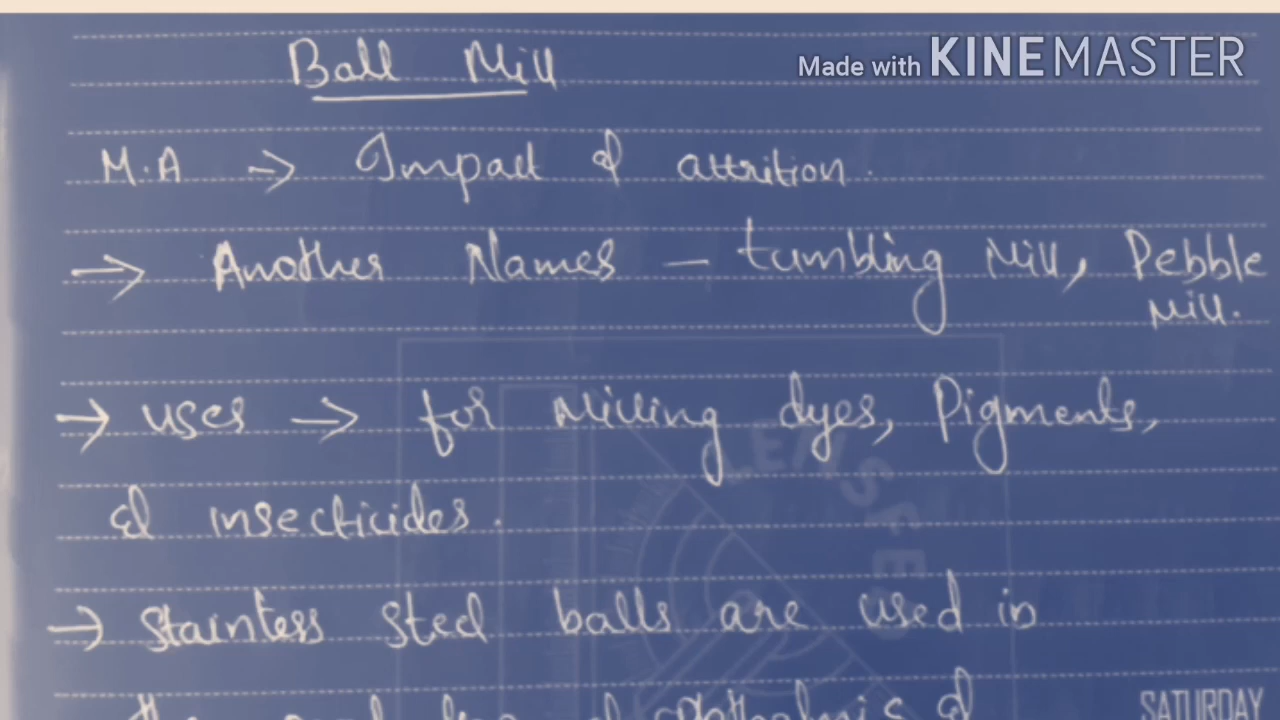 Made with KINEMASTER
Ball Mill
M.A → Impact & attrition.
→ Another Names - tumbling Mill, Pebble
Mill.
→ uses → for Milling dyes, Pigments,
& insecticides.
→ Stainless steel balls are used in
ENSFED
SATURDAY